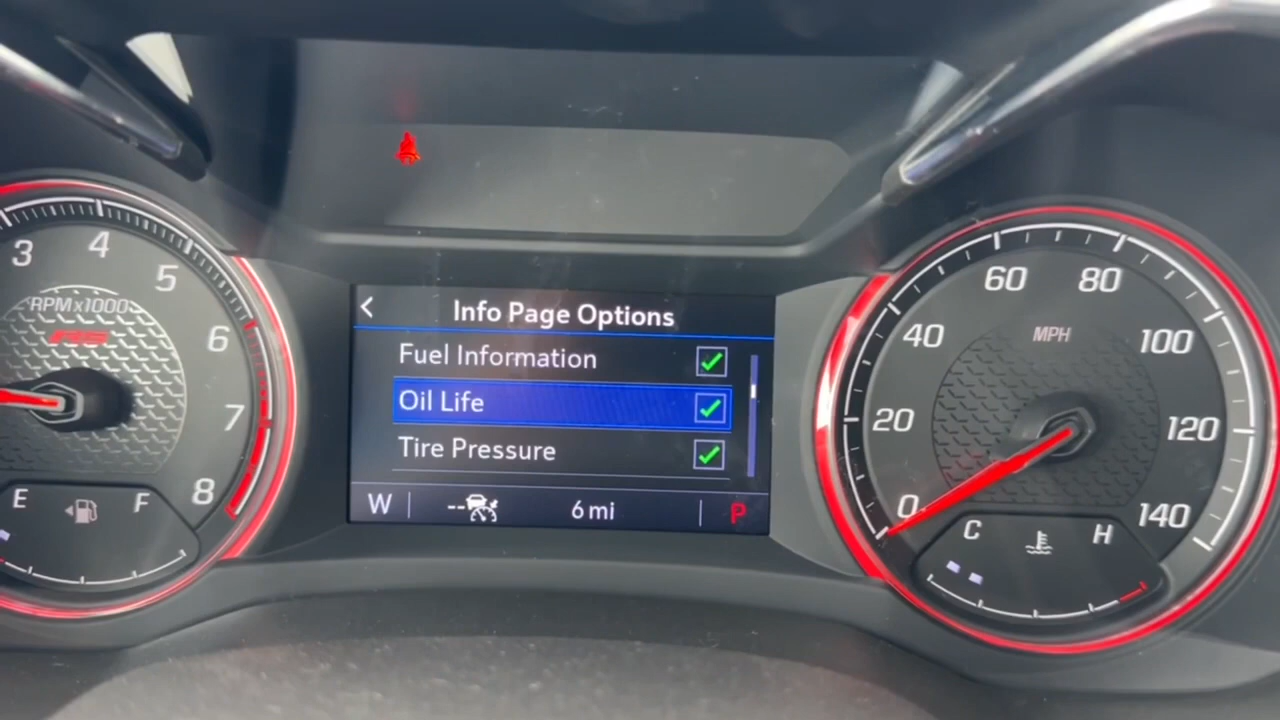 Info Page Options
Fuel Information
Oil Life
Tire Pressure
W
--
6 mi
P
3
4
5
6
7
8
RPMx1000
RS
E
F
0
20
40
60
80
100
120
140
MPH
C
H